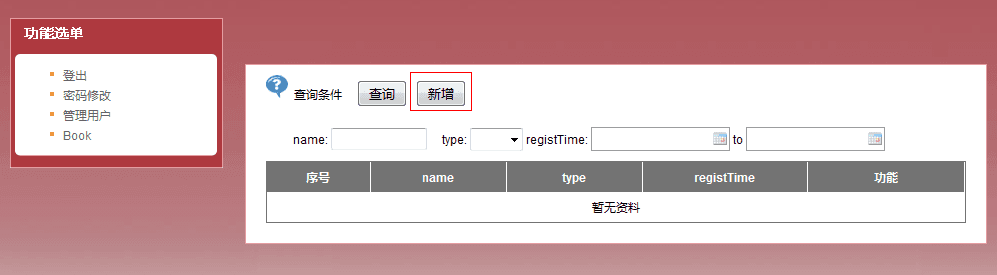 功能选单
登出
密码修改
管理用户
Book
查询条件 查询 新增
name: type: registTime: to
序号 name type registTime 功能
暂无资料